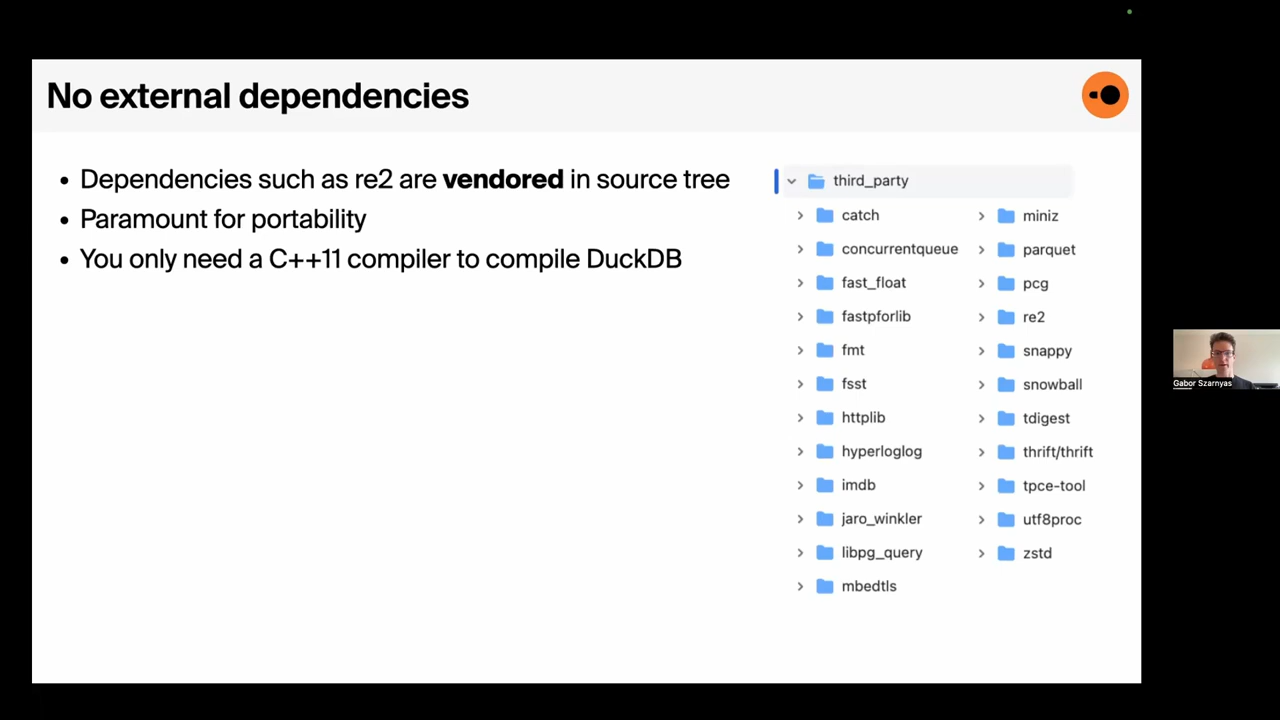 No external dependencies
• Dependencies such as re2 are vendored in source tree
• Paramount for portability
• You only need a C++11 compiler to compile DuckDB
third_party
catch
concurrentqueue
fast_float
fastpforlib
fmt
fsst
httplib
hyperloglog
imdb
jaro_winkler
libpg_query
mbedtls
miniz
parquet
pcg
re2
snappy
snowball
tdigest
thrift/thrift
tpce-tool
utf8proc
zstd
Gabor Szarnyas